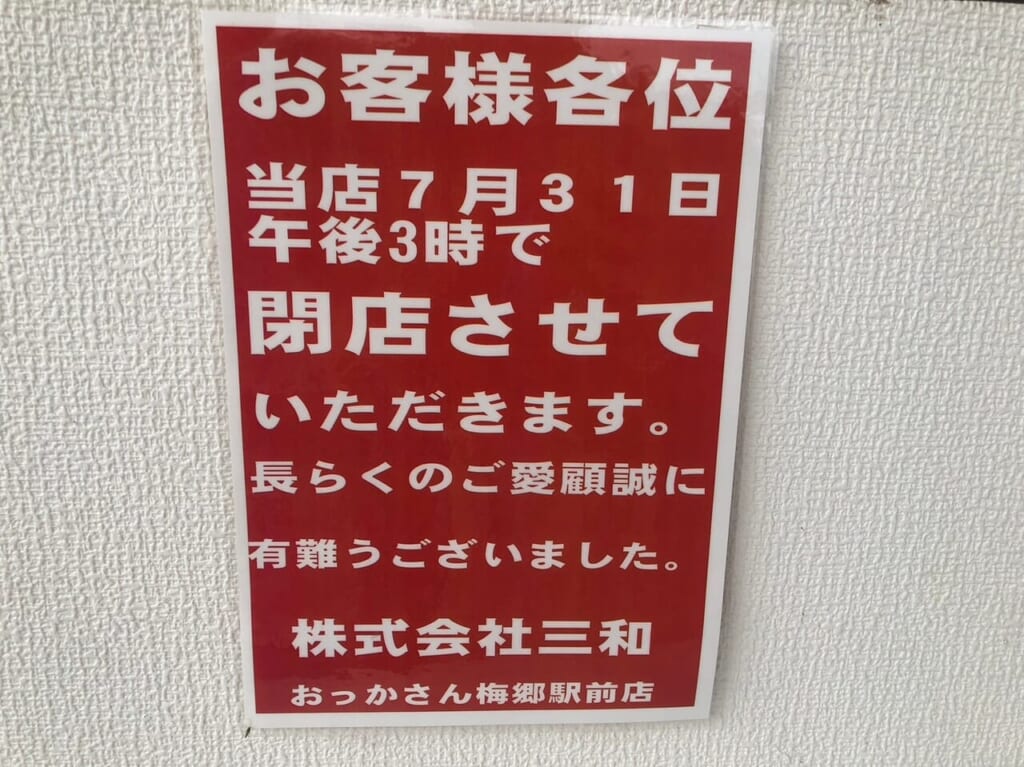 お客様各位
当店７月３１日
午後3時で
閉店させて
いただきます。
長らくのご愛顧誠に
有難うございました。
株式会社三和
おっかさん梅郷駅前店